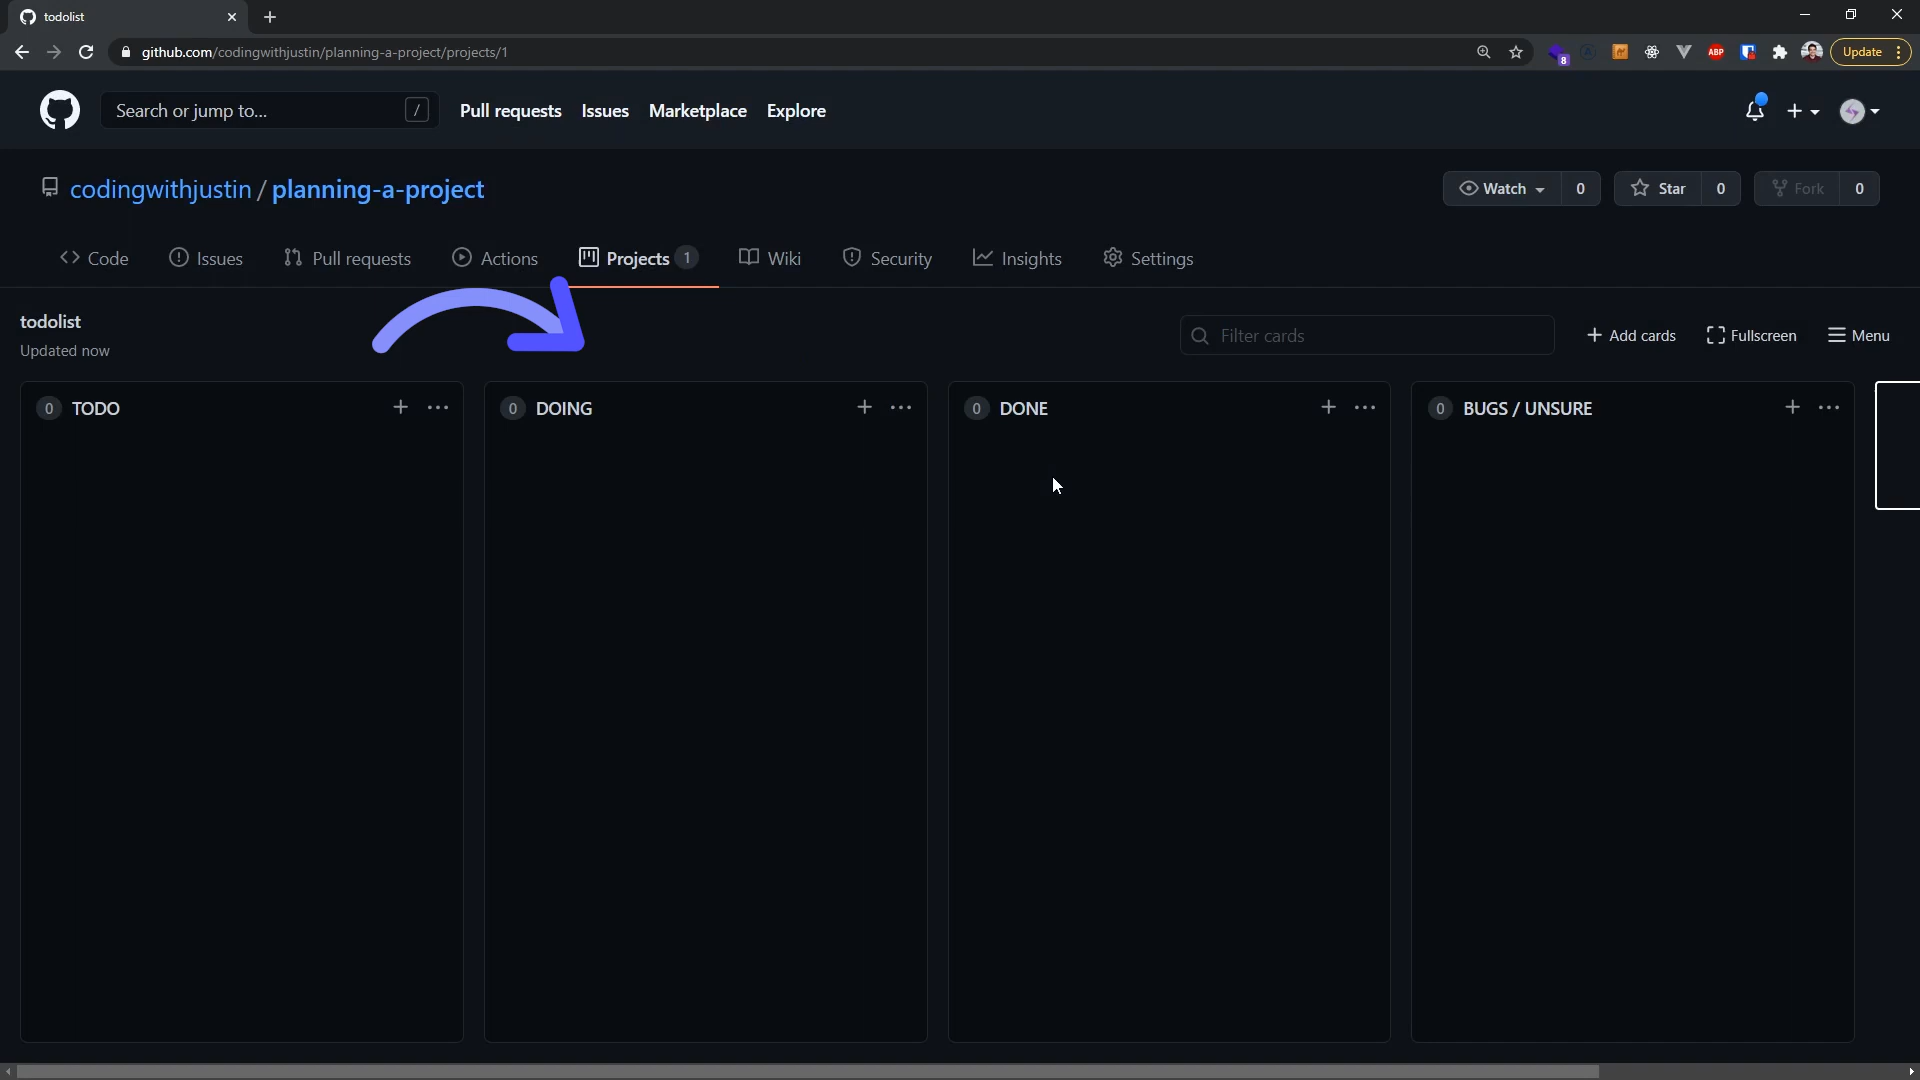 todolist
github.com/codingwithjustin/planning-a-project/projects/1
8
ABP
Update
Search or jump to...
/
Pull requests Issues Marketplace Explore
codingwithjustin / planning-a-project
Watch 0
Star 0
Fork 0
Code
Issues
Pull requests
Actions
Projects 1
Wiki
Security
Insights
Settings
todolist
Updated now
Filter cards
Add cards
Fullscreen
Menu
0 TODO
0 DOING
0 DONE
0 BUGS / UNSURE